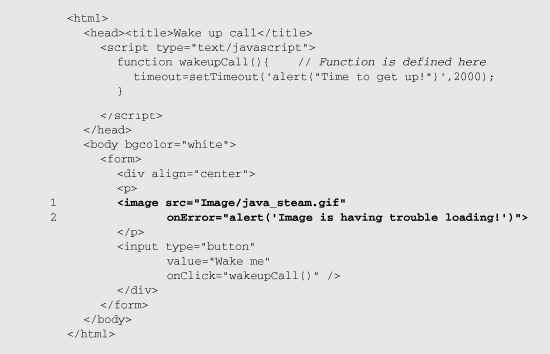 <html>
<head><title>Wake up call</title>
<script type="text/javascript">
function wakeupCall(){    // Function is defined here
timeout=setTimeout('alert("Time to get up!")',2000);
}
</script>
</head>
<body bgcolor="white">
<form>
<div align="center">
<p>
1 <image src="Image/java_steam.gif"
2 onError="alert('Image is having trouble loading!')">
</p>
<input type="button"
value="Wake me"
onClick="wakeupCall()" />
</div>
</form>
</body>
</html>